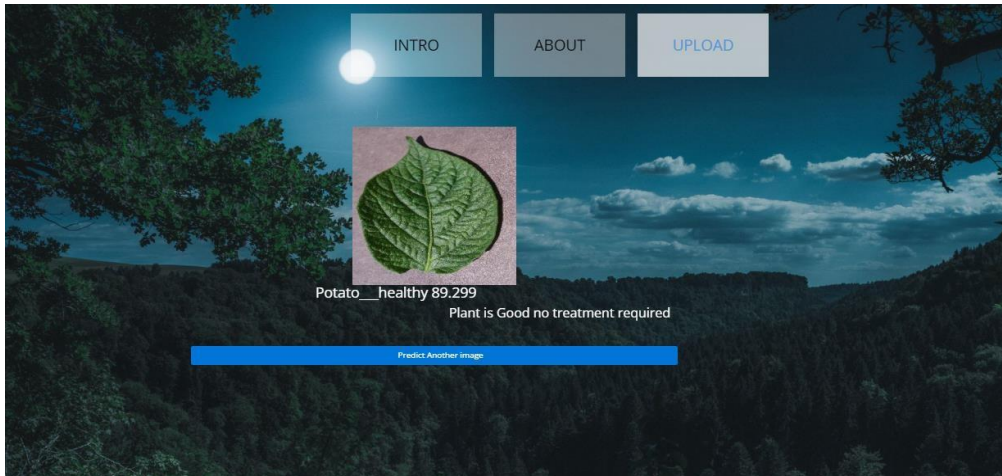 INTRO ABOUT UPLOAD
Potato___healthy 89.299
Plant is Good no treatment required
Predict Another image